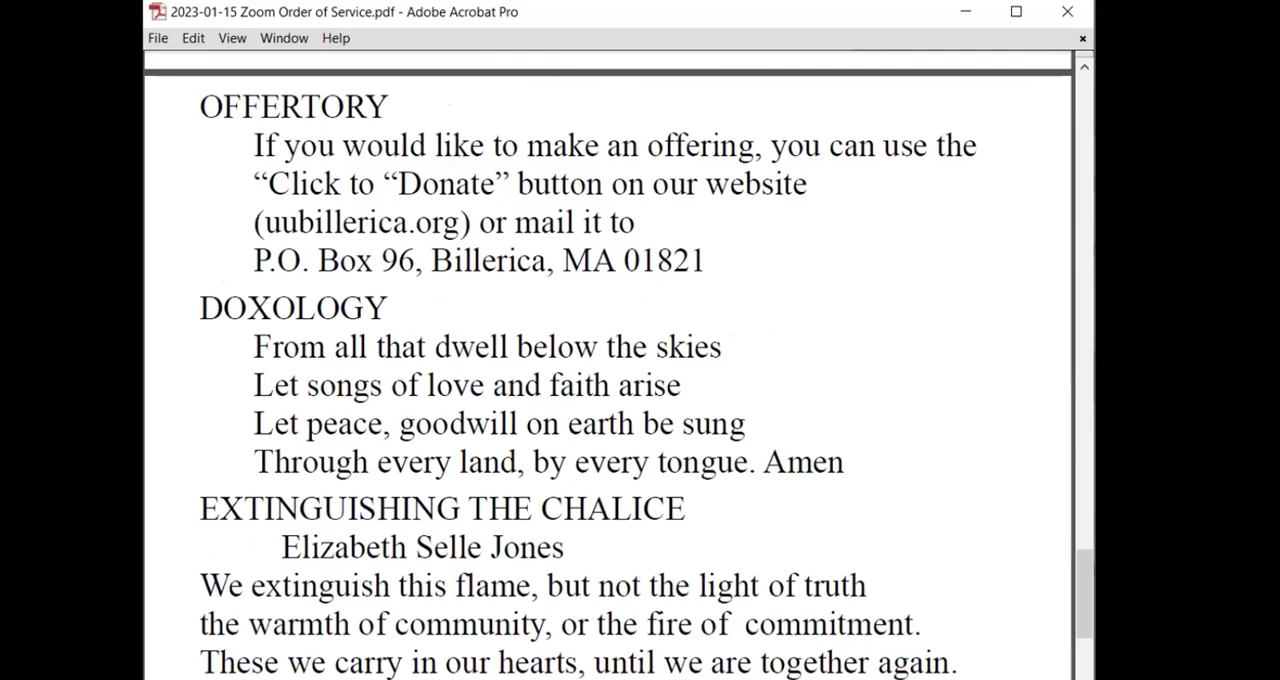 2023-01-15 Zoom Order of Service.pdf - Adobe Acrobat Pro
File Edit View Window Help
OFFERTORY
If you would like to make an offering, you can use the
“Click to “Donate” button on our website
(uubillerica.org) or mail it to
P.O. Box 96, Billerica, MA 01821
DOXOLOGY
From all that dwell below the skies
Let songs of love and faith arise
Let peace, goodwill on earth be sung
Through every land, by every tongue. Amen
EXTINGUISHING THE CHALICE
Elizabeth Selle Jones
We extinguish this flame, but not the light of truth
the warmth of community, or the fire of commitment.
These we carry in our hearts, until we are together again.